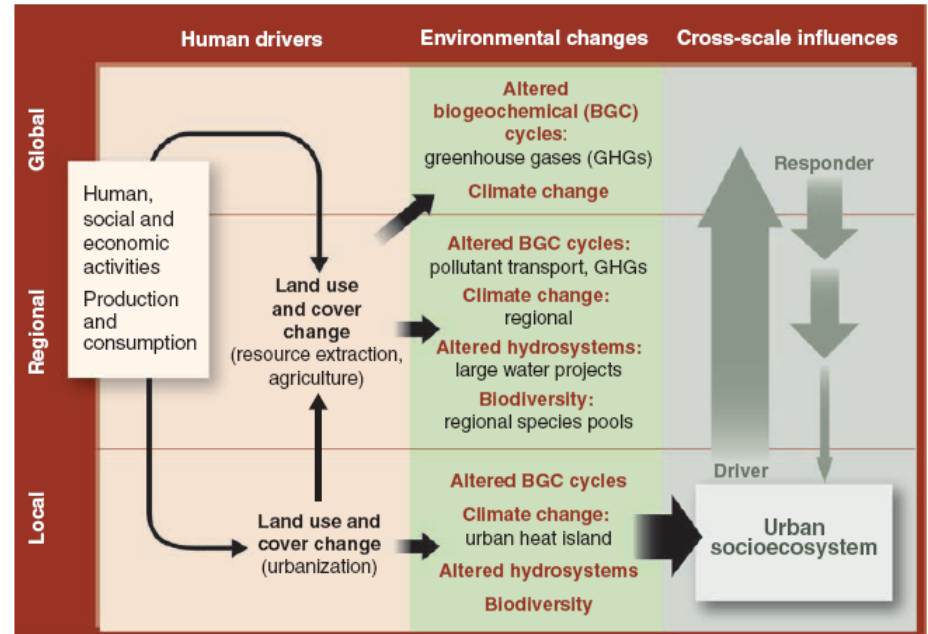 Human drivers
Environmental changes
Cross-scale influences
Global
Regional
Local
Human,
social and
economic
activities
Production
and
consumption
Land use
and cover
change
(resource extraction,
agriculture)
Land use and
cover change
(urbanization)
Altered
biogeochemical (BGC)
cycles:
greenhouse gases (GHGs)
Climate change
Altered BGC cycles:
pollutant transport, GHGs
Climate change:
regional
Altered hydrosystems:
large water projects
Biodiversity:
regional species pools
Altered BGC cycles
Climate change:
urban heat island
Altered hydrosystems
Biodiversity
Responder
Driver
Urban
socioecosystem